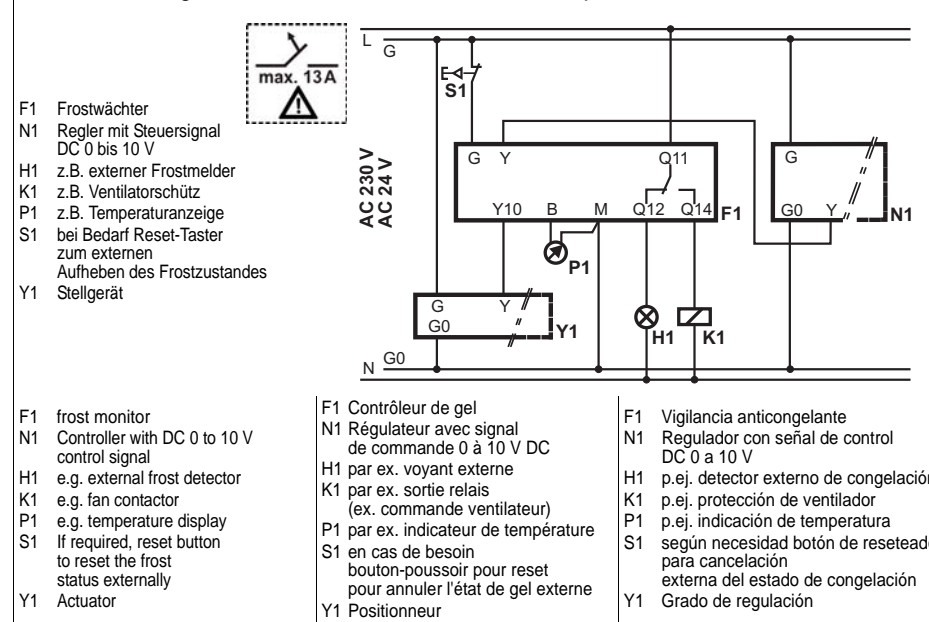 max. 13 A
F1 Frostwächter
N1 Regler mit Steuersignal
DC 0 bis 10 V
H1 z.B. externer Frostmelder
K1 z.B. Ventilatorschütz
P1 z.B. Temperaturanzeige
S1 bei Bedarf Reset-Taster
zum externen
Aufheben des Frostzustandes
Y1 Stellgerät
L
G
S1
AC 230 V
AC 24 V
G Y Q11
Y10 B M Q12 Q14 F1
G
G0 Y N1
P1
G Y
G0
Y1
H1 K1
N G0
F1 frost monitor
N1 Controller with DC 0 to 10 V
control signal
H1 e.g. external frost detector
K1 e.g. fan contactor
P1 e.g. temperature display
S1 If required, reset button
to reset the frost
status externally
Y1 Actuator
F1 Contrôleur de gel
N1 Régulateur avec signal
de commande 0 à 10 V DC
H1 par ex. voyant externe
K1 par ex. sortie relais
(ex. commande ventilateur)
P1 par ex. indicateur de température
S1 en cas de besoin
bouton-poussoir pour reset
pour annuler l'état de gel externe
Y1 Positionneur
F1 Vigilancia anticongelante
N1 Regulador con señal de control
DC 0 a 10 V
H1 p.ej. detector externo de congelación
K1 p.ej. protección de ventilador
P1 p.ej. indicación de temperatura
S1 según necesidad botón de resetead
para cancelación
externa del estado de congelación
Y1 Grado de regulación